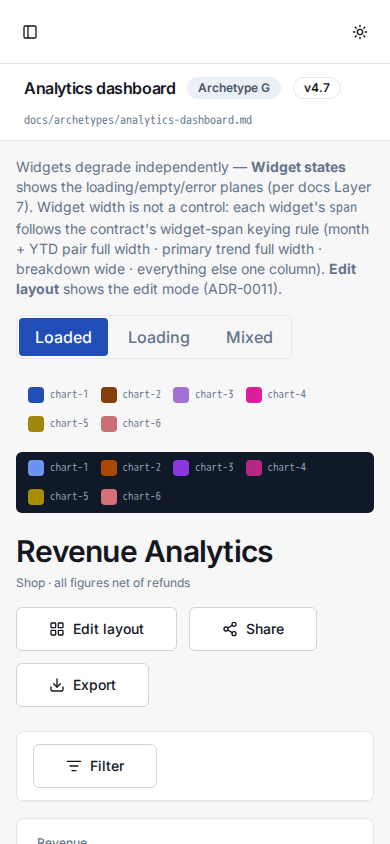 Analytics dashboard Archetype G v4.7
docs/archetypes/analytics-dashboard.md
Widgets degrade independently — Widget states
shows the loading/empty/error planes (per docs Layer
7). Widget width is not a control: each widget's span
follows the contract's widget-span keying rule (month
+ YTD pair full width · primary trend full width ·
breakdown wide · everything else one column). Edit
layout shows the edit mode (ADR-0011).
Loaded Loading Mixed
chart-1 chart-2 chart-3 chart-4
chart-5 chart-6
chart-1 chart-2 chart-3 chart-4
chart-5 chart-6
Revenue Analytics
Shop · all figures net of refunds
Edit layout Share
Export
Filter
Revenue